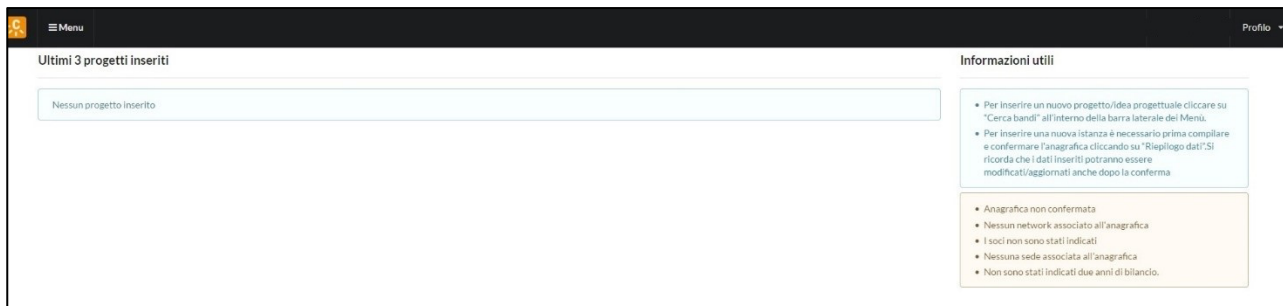 C
Menu
Profilo
Ultimi 3 progetti inseriti
Nessun progetto inserito
Informazioni utili
• Per inserire un nuovo progetto/idea progettuale cliccare su
"Cerca bandi" all'interno della barra laterale dei Menù.
• Per inserire una nuova istanza è necessario prima compilare
e confermare l'anagrafica cliccando su "Riepilogo dati",Si
ricorda che i dati inseriti potranno essere
modificati/aggiornati anche dopo la conferma
• Anagrafica non confermata
• Nessun network associato all'anagrafica
• I soci non sono stati indicati
• Nessuna sede associata all'anagrafica
• Non sono stati indicati due anni di bilancio.